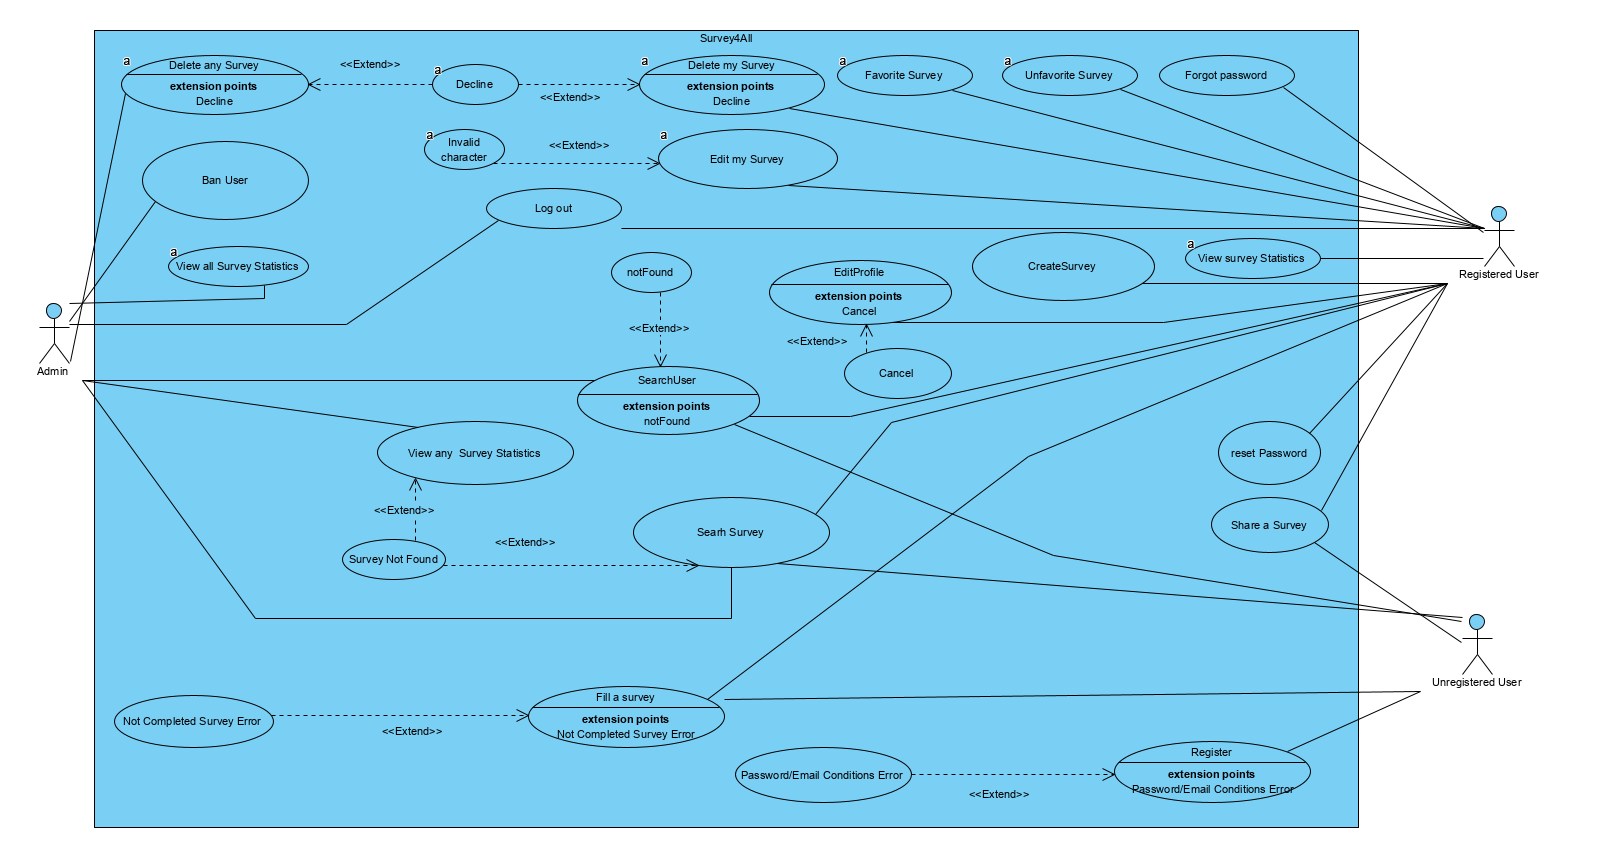 Survey4All
a
Delete any Survey
extension points
Decline
<<Extend>>
a
Decline
<<Extend>>
a
Delete my Survey
extension points
Decline
a
Favorite Survey
a
Unfavorite Survey
Forgot password
a
Invalid
character
<<Extend>>
a
Edit my Survey
Ban User
Log out
a
View all Survey Statistics
notFound
<<Extend>>
EditProfile
extension points
Cancel
<<Extend>>
Cancel
CreateSurvey
a
View survey Statistics
Registered User
Admin
SearchUser
extension points
notFound
View any  Survey Statistics
<<Extend>>
Survey Not Found
<<Extend>>
Searh Survey
reset Password
Share a Survey
Unregistered User
Not Completed Survey Error
<<Extend>>
Fill a survey
extension points
Not Completed Survey Error
Password/Email Conditions Error
<<Extend>>
Register
extension points
Password/Email Conditions Error